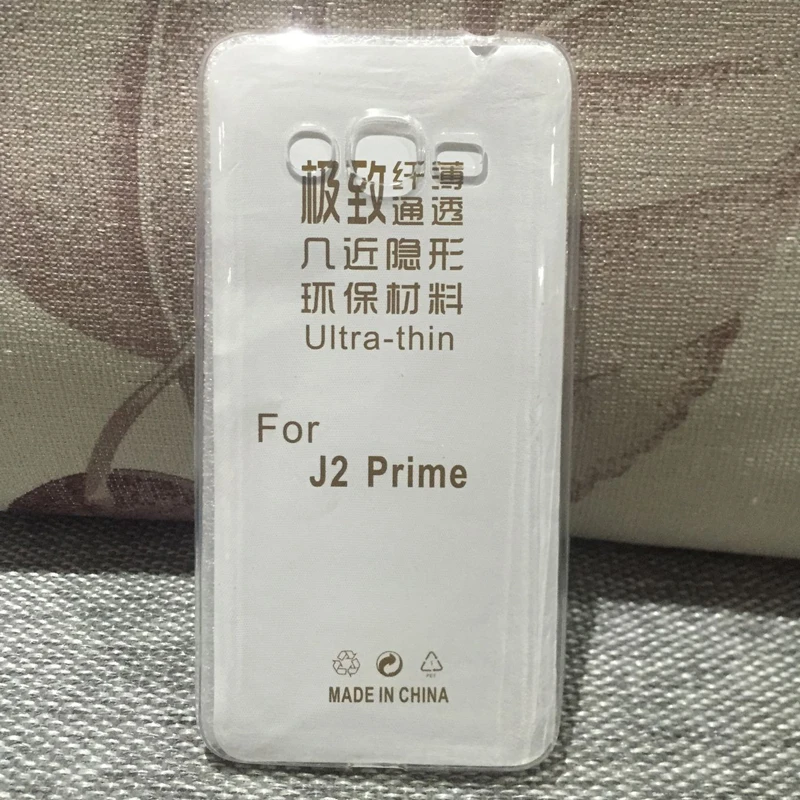 极致纤薄
通透
几近隐形
环保材料
Ultra-thin
For
J2 Prime
PET
MADE IN CHINA